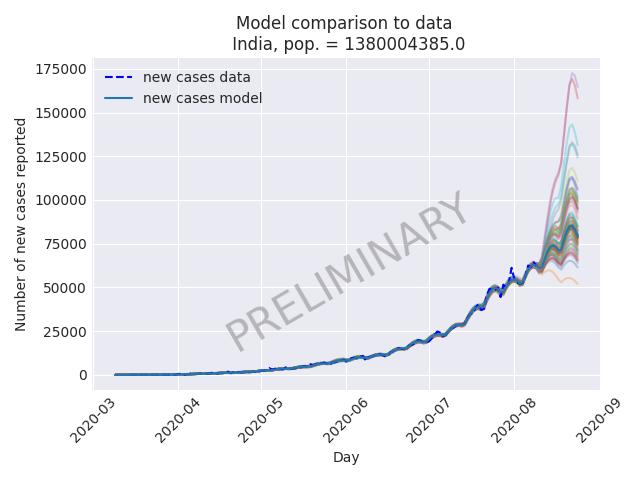 Model comparison to data
India, pop. = 1380004385.0
new cases data
new cases model
175000
150000
125000
100000
75000
50000
25000
0
Number of new cases reported
PRELIMINARY
2020-03
2020-04
2020-05
2020-06
2020-07
2020-08
2020-09
Day